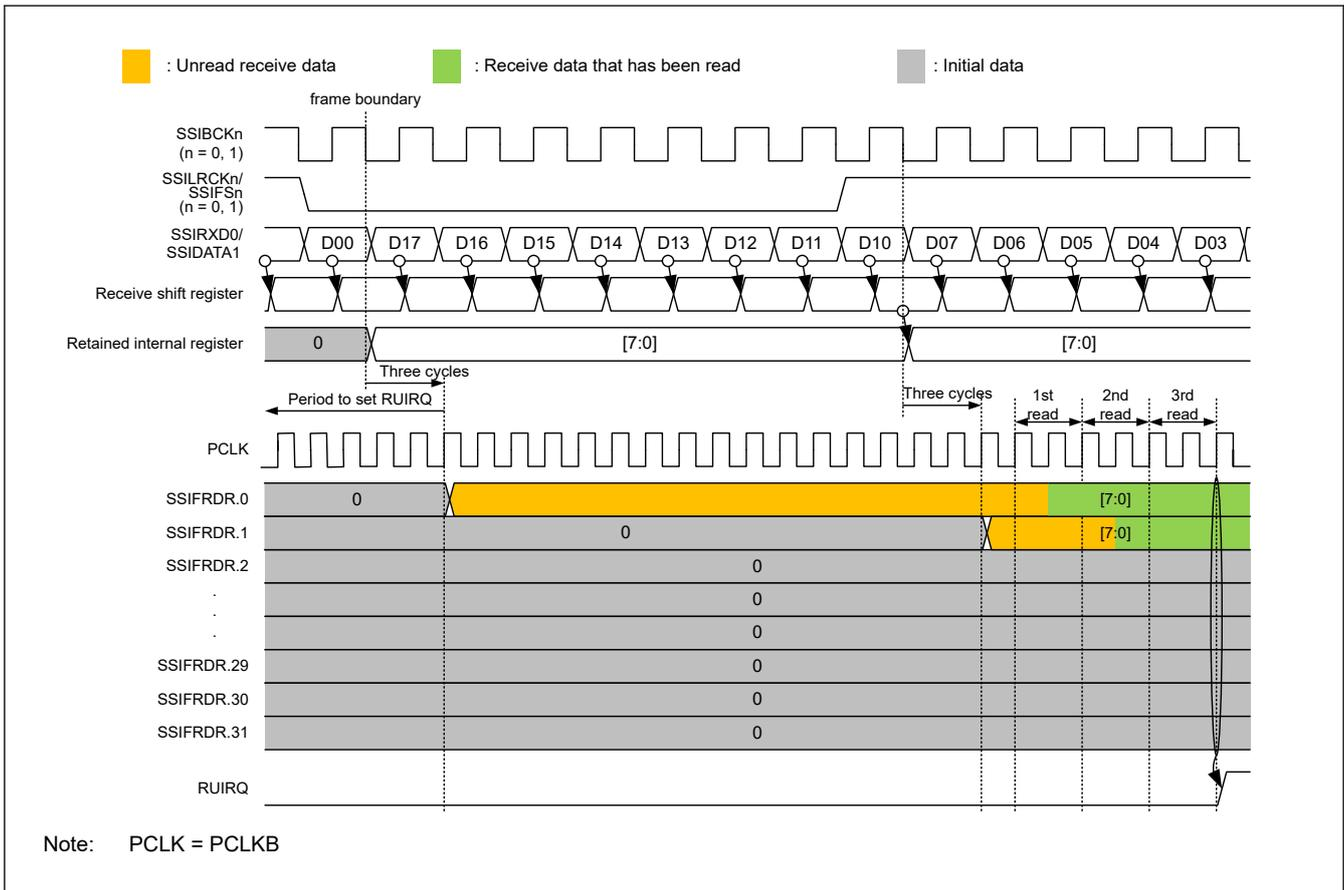 : Unread receive data
: Receive data that has been read
: Initial data
frame boundary
SSIBCKn
(n = 0, 1)
SSILRCKn/
SSIFSn
(n = 0, 1)
SSIRXD0/
SSIDATA1
D00 D17 D16 D15 D14 D13 D12 D11 D10 D07 D06 D05 D04 D03
Receive shift register
Retained internal register
0 [7:0] [7:0]
Three cycles
Period to set RUIRQ
Three cycles
1st
read
2nd
read
3rd
read
PCLK
SSIFRDR.0 0 [7:0]
SSIFRDR.1 0 [7:0]
SSIFRDR.2 0
. 0
.
. 0
SSIFRDR.29 0
SSIFRDR.30 0
SSIFRDR.31 0
RUIRQ
Note: PCLK = PCLKB